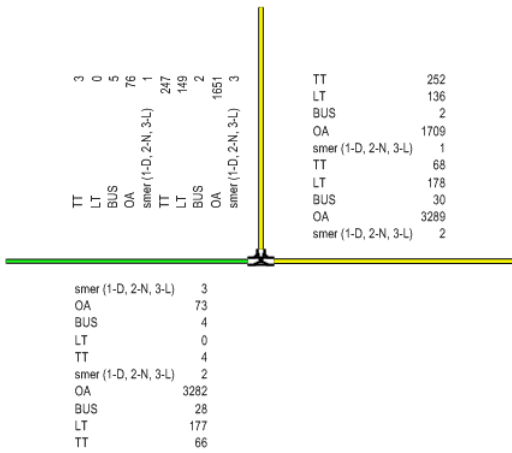 TT 3
LT 0
BUS 5
OA 76
smer (1-D, 2-N, 3-L) 1
TT 247
LT 149
BUS 2
OA 1651
smer (1-D, 2-N, 3-L) 3
TT 252
LT 136
BUS 2
OA 1709
smer (1-D, 2-N, 3-L) 1
TT 68
LT 178
BUS 30
OA 3289
smer (1-D, 2-N, 3-L) 2
smer (1-D, 2-N, 3-L) 3
OA 73
BUS 4
LT 0
TT 4
smer (1-D, 2-N, 3-L) 2
OA 3282
BUS 28
LT 177
TT 66